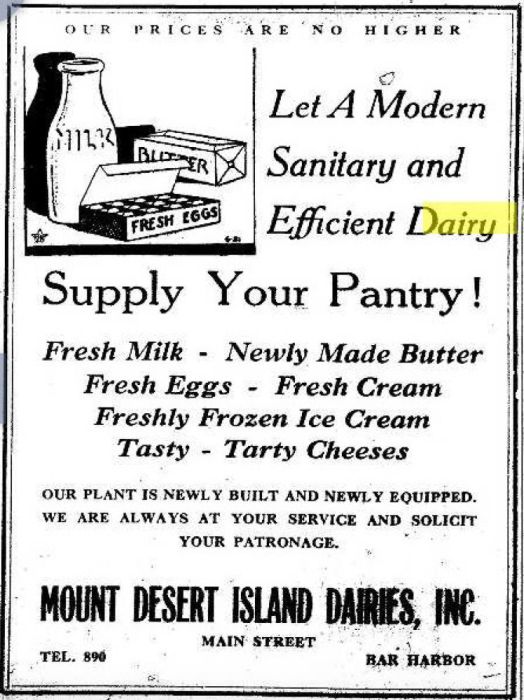 OUR PRICES ARE NO HIGHER
MILK
BUTTER
FRESH EGGS
4-21
Let A Modern
Sanitary and
Efficient Dairy
Supply Your Pantry!
Fresh Milk - Newly Made Butter
Fresh Eggs - Fresh Cream
Freshly Frozen Ice Cream
Tasty - Tarty Cheeses
OUR PLANT IS NEWLY BUILT AND NEWLY EQUIPPED.
WE ARE ALWAYS AT YOUR SERVICE AND SOLICIT
YOUR PATRONAGE.
MOUNT DESERT ISLAND DAIRIES, INC.
MAIN STREET
TEL. 890
BAR HARBOR